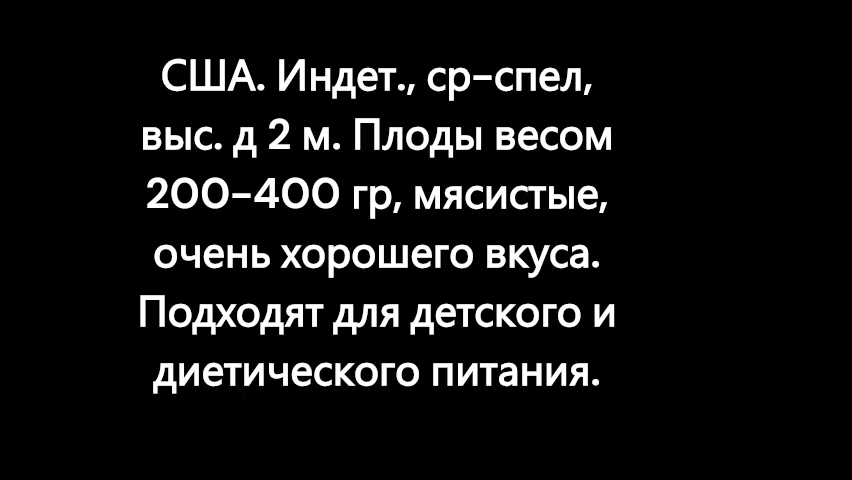 США. Индет., ср-спел,
выс. д 2 м. Плоды весом
200-400 гр, мясистые,
очень хорошего вкуса.
Подходят для детского и
диетического питания.